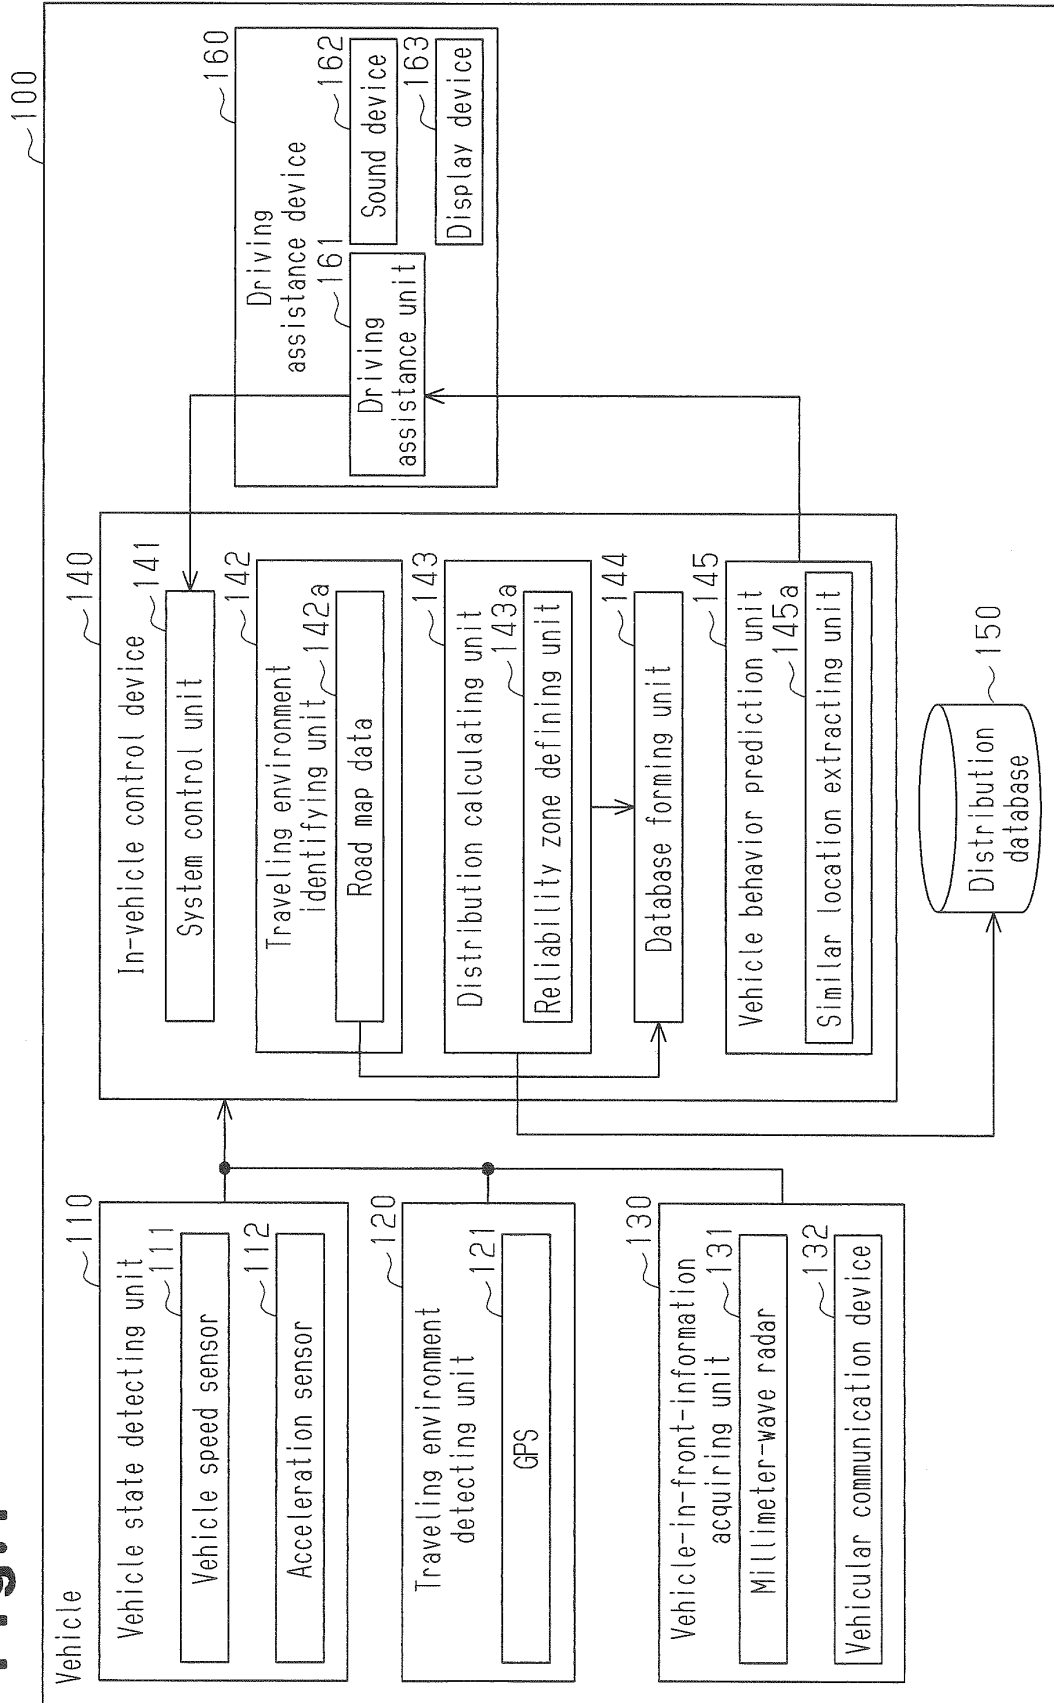 Vehicle
100
Vehicle state detecting unit
110
Vehicle speed sensor
111
Acceleration sensor
112
Traveling environment
detecting unit
120
GPS
121
Vehicle-in-front-information
acquiring unit
130
Millimeter-wave radar
131
Vehicular communication device
132
In-vehicle control device
140
System control unit
141
Traveling environment
identifying unit
142
Road map data
142a
Distribution calculating unit
143
Reliability zone defining unit
143a
Database forming unit
144
Vehicle behavior prediction unit
145
Similar location extracting unit
145a
Distribution
database
150
Driving
assistance device
160
Driving
assistance unit
161
Sound device
162
Display device
163